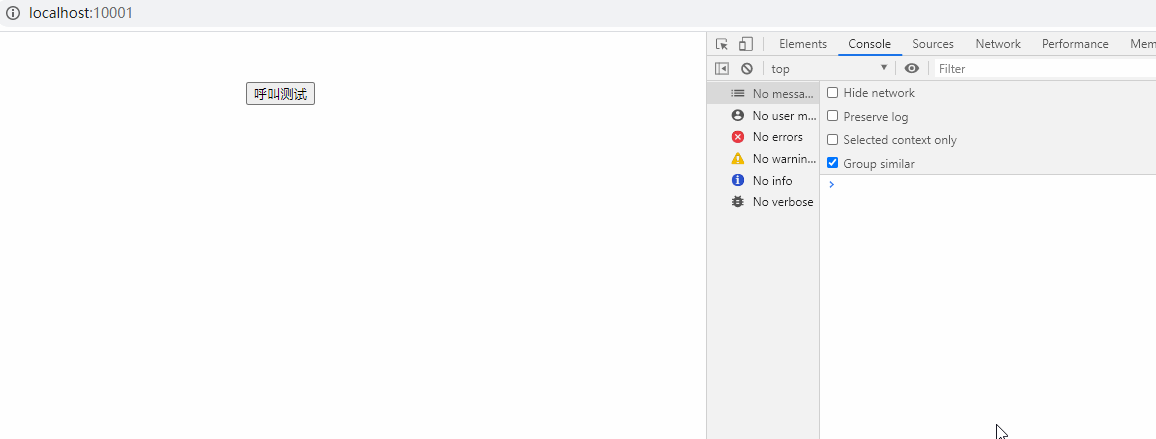 localhost:10001
呼叫测试
Elements Console Sources Network Performance Mem
top Filter
No messa...
No user m...
No errors
No warnin...
No info
No verbose
Hide network
Preserve log
Selected context only
Group similar